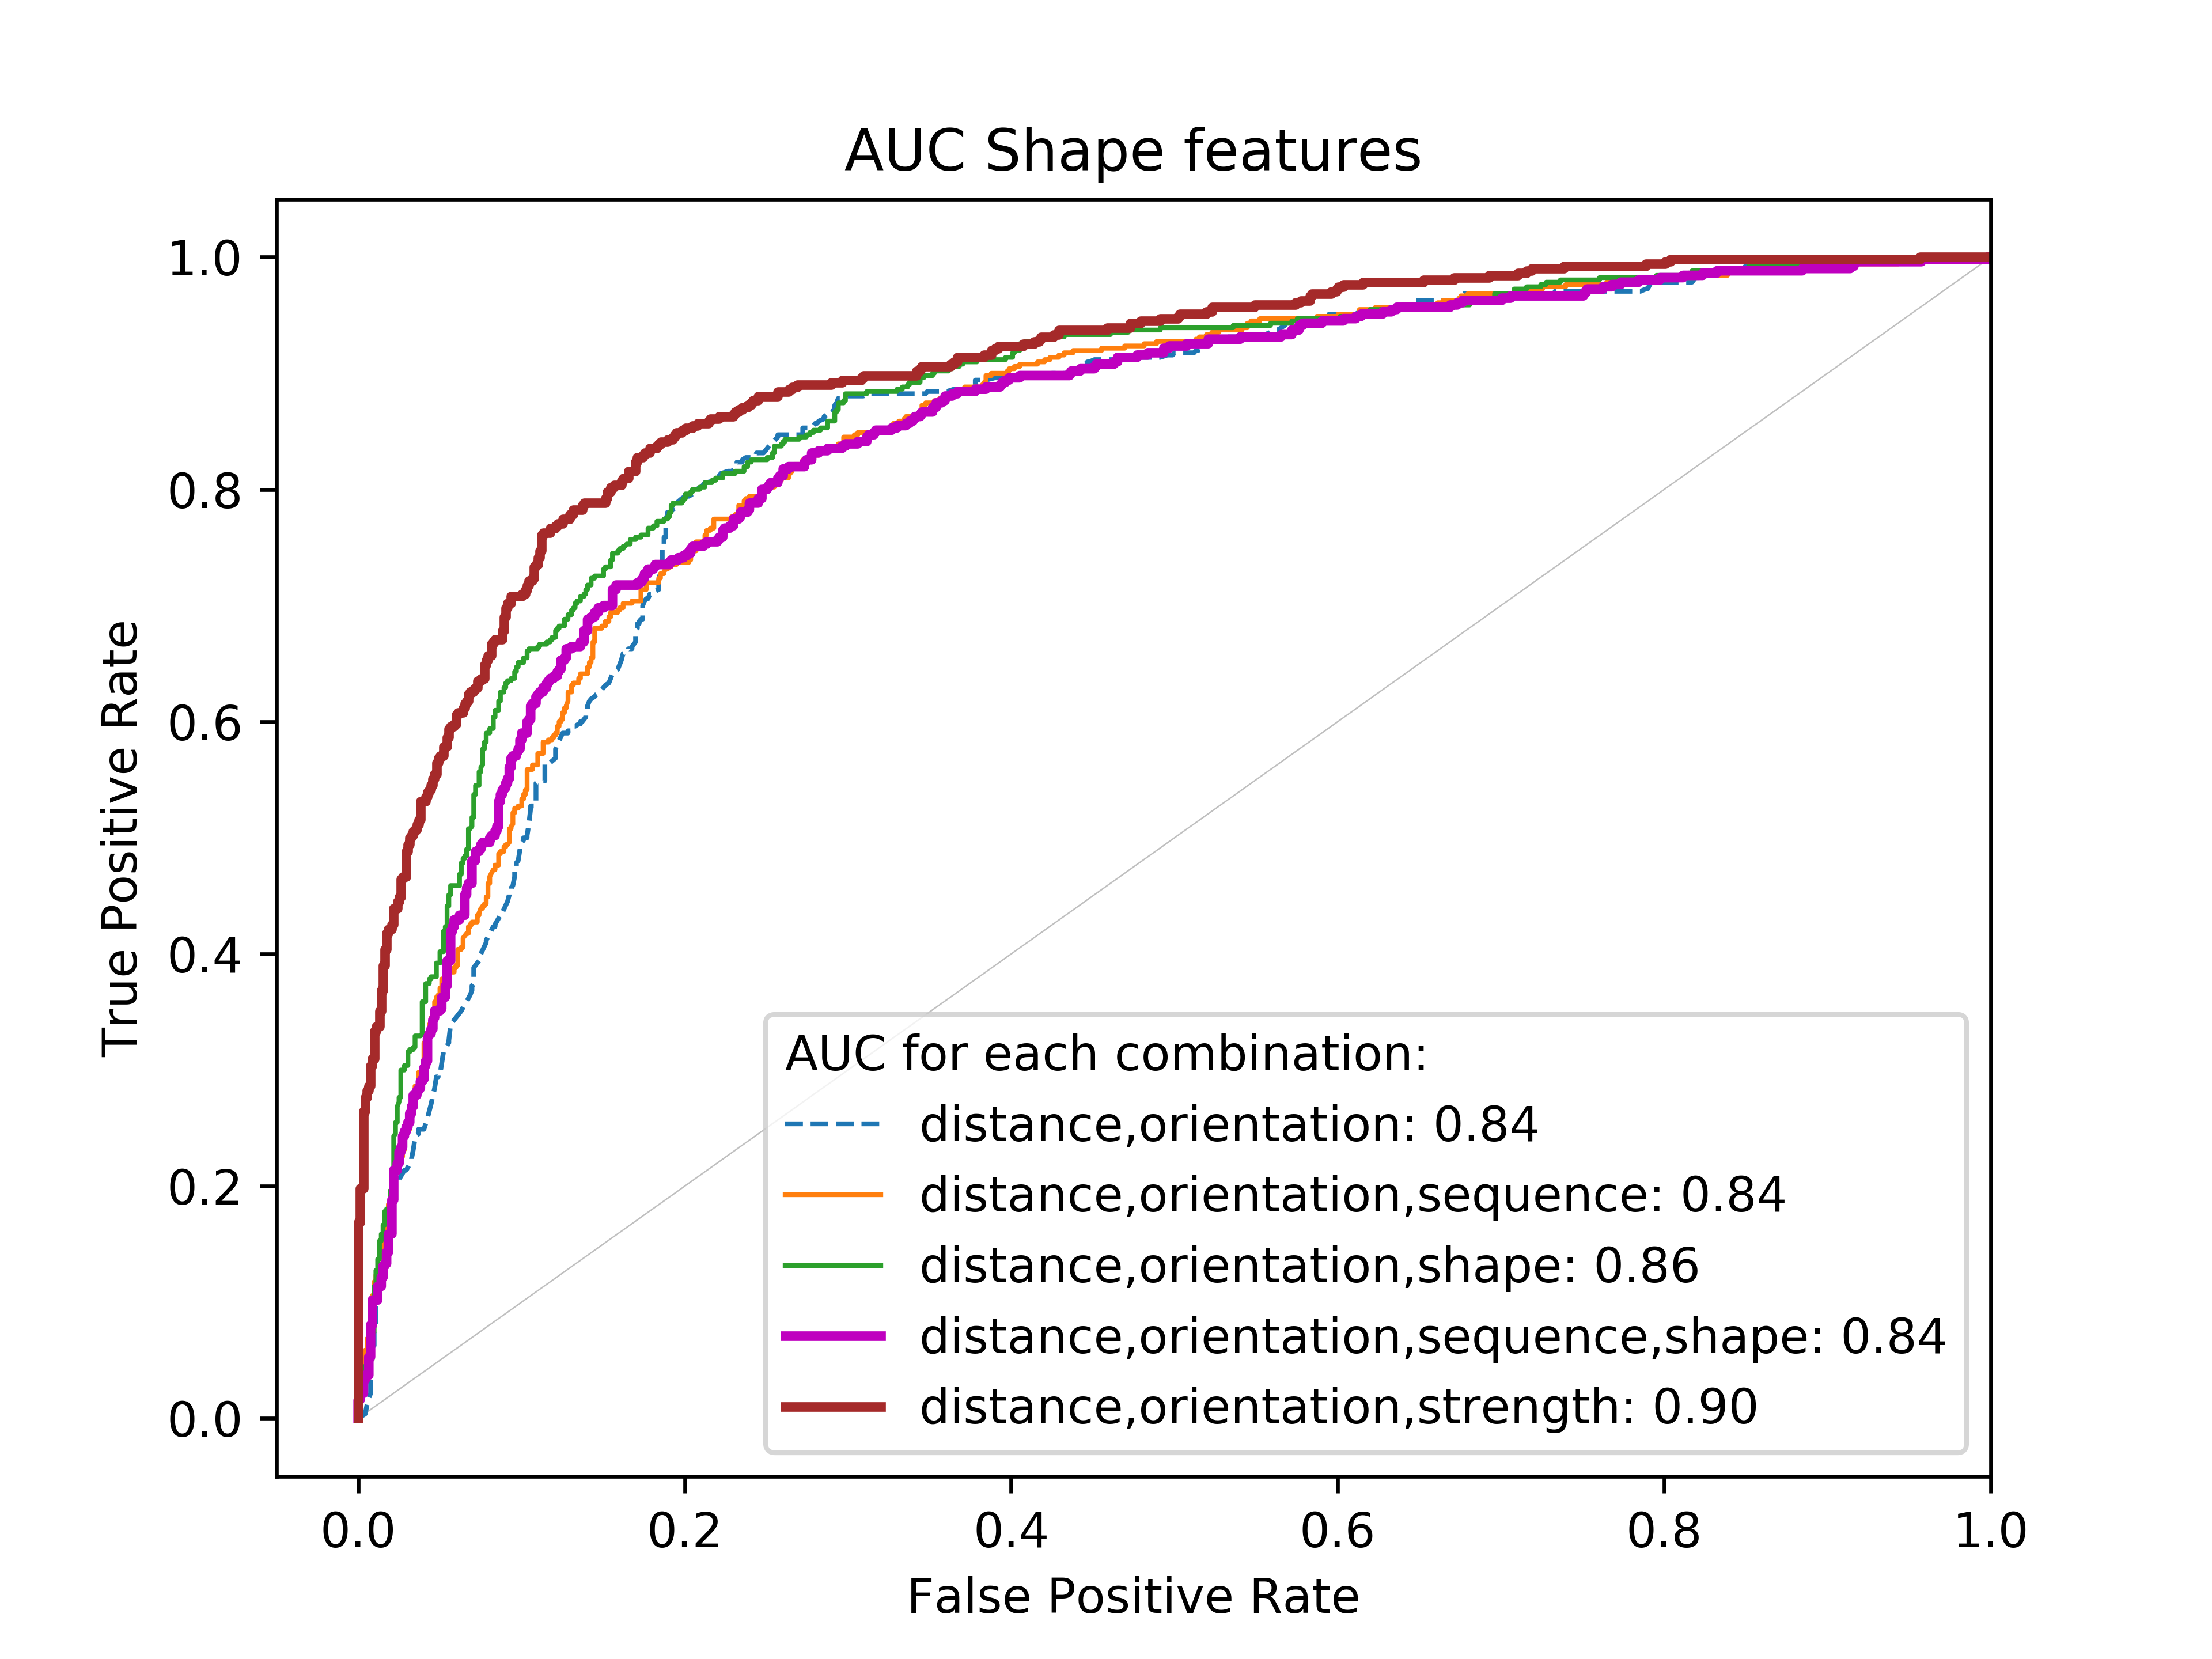 AUC Shape features
1.0
0.8
0.6
0.4
0.2
0.0
True Positive Rate
AUC for each combination:
distance,orientation: 0.84
distance,orientation,sequence: 0.84
distance,orientation,shape: 0.86
distance,orientation,sequence,shape: 0.84
distance,orientation,strength: 0.90
0.0 0.2 0.4 0.6 0.8 1.0
False Positive Rate